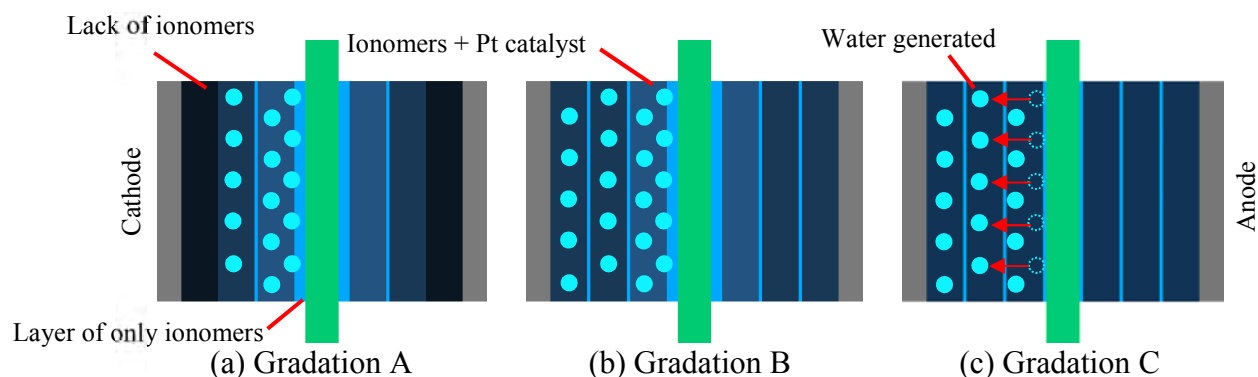 Lack of ionomers
Ionomers + Pt catalyst
Water generated
Cathode
Anode
Layer of only ionomers
(a) Gradation A
(b) Gradation B
(c) Gradation C